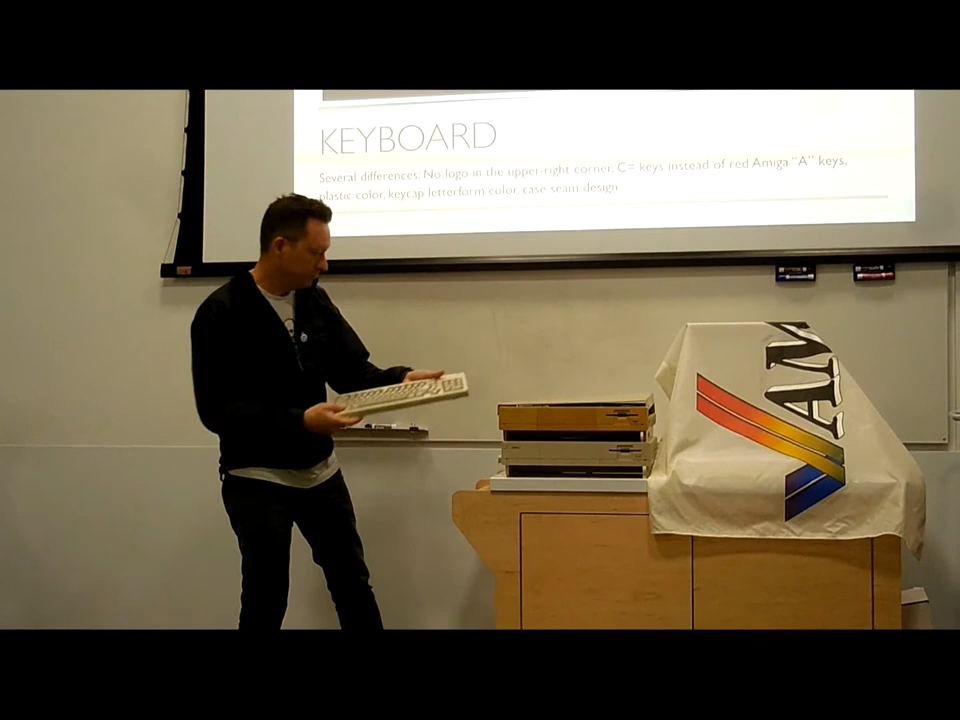 KEYBOARD
Several differences: No logo in the upper-right corner, C= keys instead of red Amiga "A" keys,
plastic color, keycap letterform color, case seam design.
AM